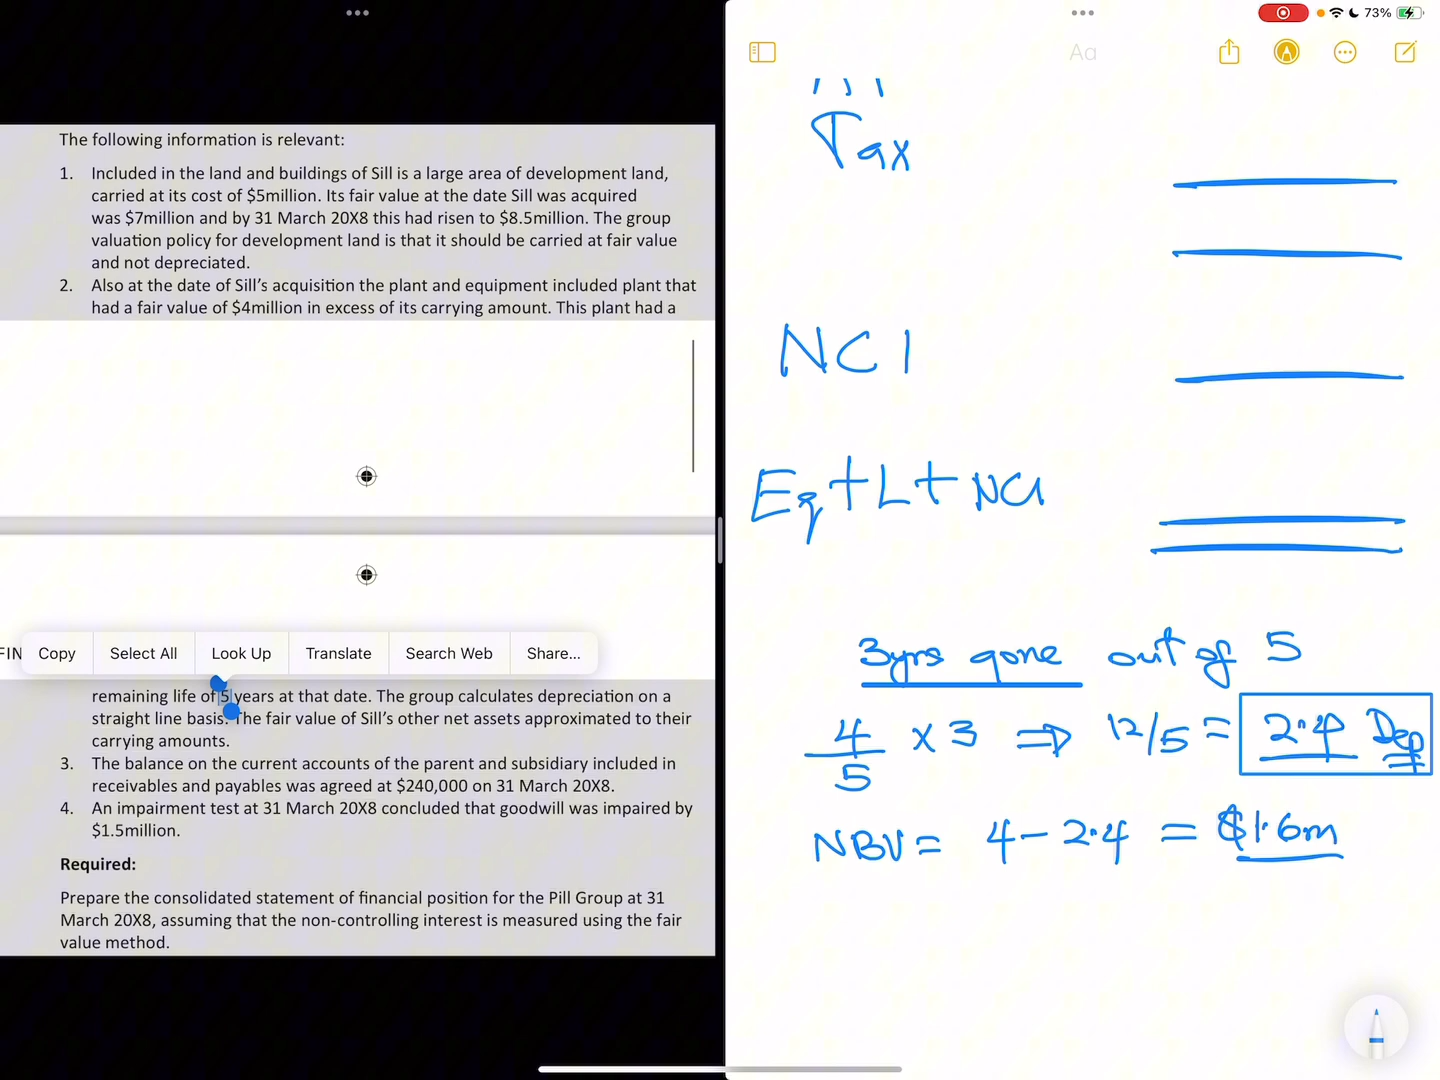 73%
Aa
The following information is relevant:
1. Included in the land and buildings of Sill is a large area of development land,
carried at its cost of $5million. Its fair value at the date Sill was acquired
was $7million and by 31 March 20X8 this had risen to $8.5million. The group
valuation policy for development land is that it should be carried at fair value
and not depreciated.
2. Also at the date of Sill's acquisition the plant and equipment included plant that
had a fair value of $4million in excess of its carrying amount. This plant had a
FIN
Copy Select All Look Up Translate Search Web Share...
remaining life of 5 years at that date. The group calculates depreciation on a
straight line basis. The fair value of Sill's other net assets approximated to their
carrying amounts.
3. The balance on the current accounts of the parent and subsidiary included in
receivables and payables was agreed at $240,000 on 31 March 20X8.
4. An impairment test at 31 March 20X8 concluded that goodwill was impaired by
$1.5million.
Required:
Prepare the consolidated statement of financial position for the Pill Group at 31
March 20X8, assuming that the non-controlling interest is measured using the fair
value method.
Tax
NCI
Eq + L + NCI
3yrs gone out of 5
4/5 x 3 ⇒ 12/5 = 2.4 Dep
NBV = 4 - 2.4 = $1.6m